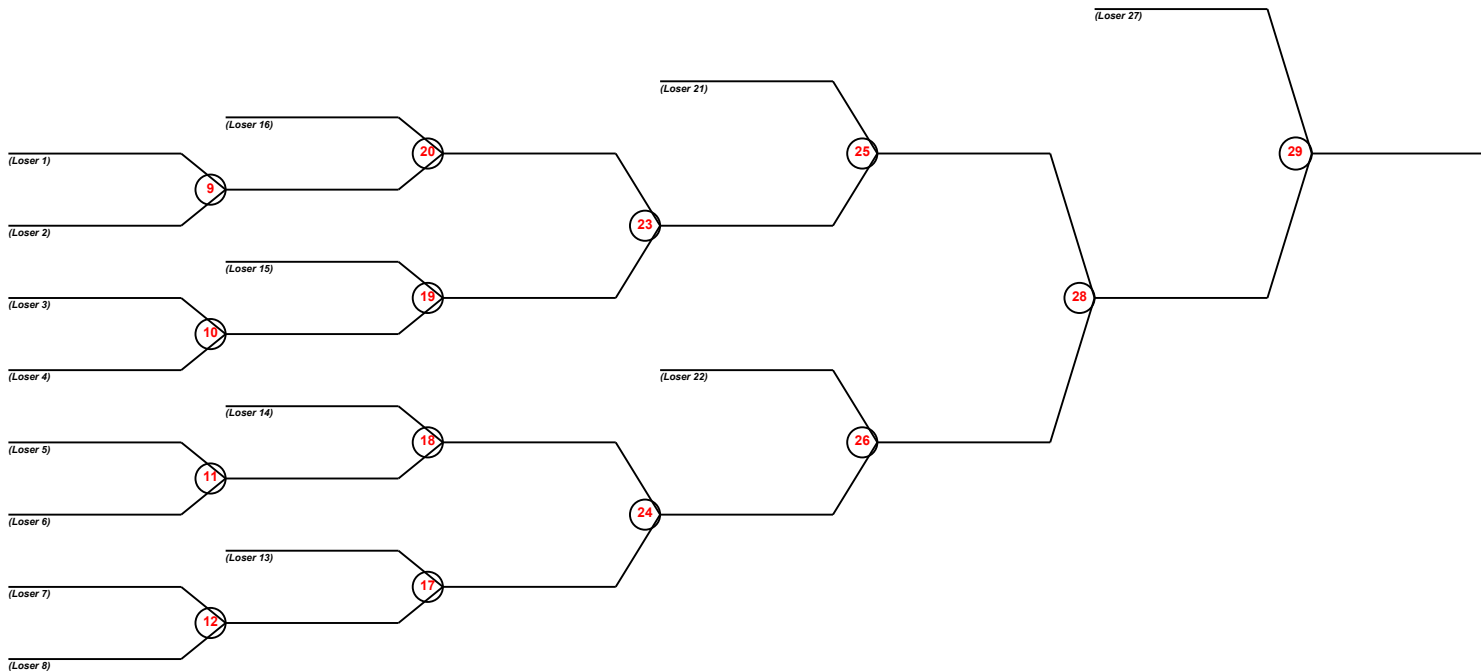 (Loser 27)
(Loser 21)
(Loser 16)
20
25
29
(Loser 1)
9
23
(Loser 2)
(Loser 15)
19
28
(Loser 3)
10
(Loser 4)
(Loser 22)
(Loser 14)
18
26
(Loser 5)
11
24
(Loser 6)
(Loser 13)
17
(Loser 7)
12
(Loser 8)